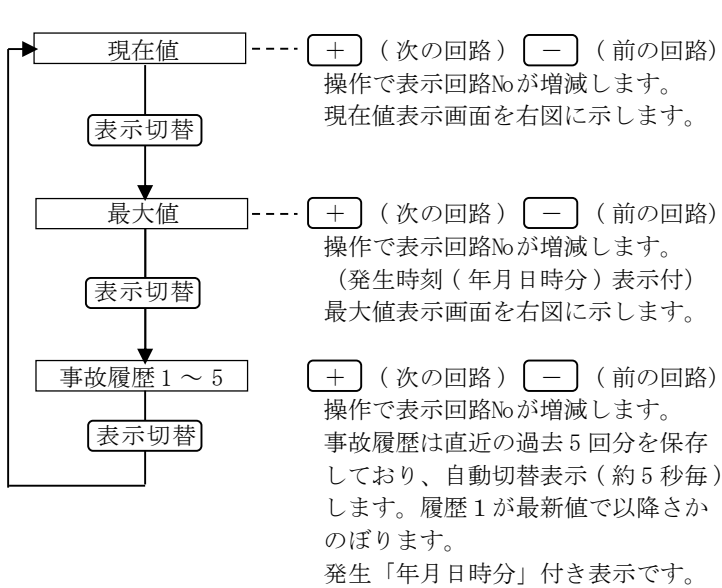 現在値
＋（次の回路）－（前の回路）
操作で表示回路Noが増減します。
現在値表示画面を右図に示します。
表示切替
最大値
＋（次の回路）－（前の回路）
操作で表示回路Noが増減します。
（発生時刻（年月日時分）表示付）
最大値表示画面を右図に示します。
表示切替
事故履歴１～５
＋（次の回路）－（前の回路）
操作で表示回路Noが増減します。
事故履歴は直近の過去５回分を保存
しており、自動切替表示（約５秒毎）
します。履歴１が最新値で以降さか
のぼります。
発生「年月日時分」付き表示です。
表示切替